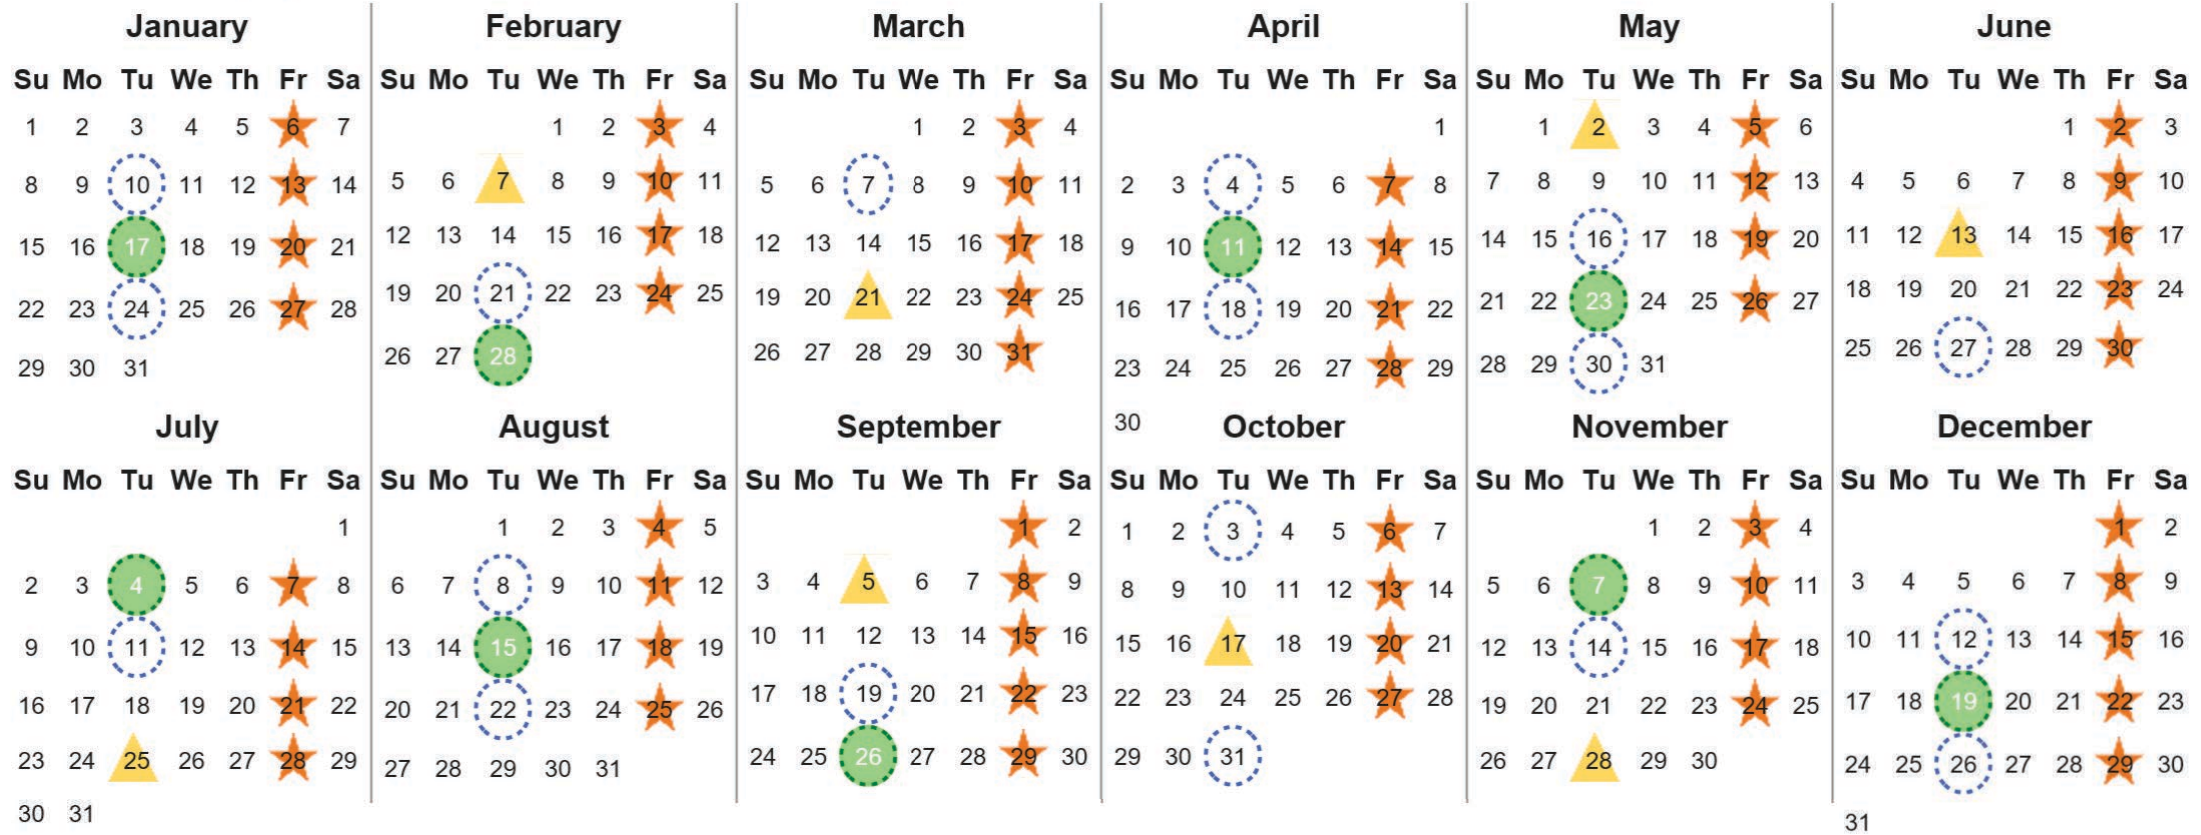 January February March April May June
Su Mo Tu We Th Fr Sa Su Mo Tu We Th Fr Sa Su Mo Tu We Th Fr Sa Su Mo Tu We Th Fr Sa Su Mo Tu We Th Fr Sa Su Mo Tu We Th Fr Sa
1 2 3 4 5 6 7 1 2 3 4 1 2 3 4 1 1 2 3 4 5 6 1 2 3
8 9 10 11 12 13 14 5 6 7 8 9 10 11 5 6 7 8 9 10 11 2 3 4 5 6 7 8 7 8 9 10 11 12 13 4 5 6 7 8 9 10
15 16 17 18 19 20 21 12 13 14 15 16 17 18 12 13 14 15 16 17 18 9 10 11 12 13 14 15 14 15 16 17 18 19 20 11 12 13 14 15 16 17
22 23 24 25 26 27 28 19 20 21 22 23 24 25 19 20 21 22 23 24 25 16 17 18 19 20 21 22 21 22 23 24 25 26 27 18 19 20 21 22 23 24
29 30 31 26 27 28 26 27 28 29 30 31 23 24 25 26 27 28 29 28 29 30 31 25 26 27 28 29 30
30
July August September October November December
Su Mo Tu We Th Fr Sa Su Mo Tu We Th Fr Sa Su Mo Tu We Th Fr Sa Su Mo Tu We Th Fr Sa Su Mo Tu We Th Fr Sa Su Mo Tu We Th Fr Sa
1 1 2 3 4 5 1 2 1 2 3 4 5 6 7 1 2 3 4 1 2
2 3 4 5 6 7 8 6 7 8 9 10 11 12 3 4 5 6 7 8 9 8 9 10 11 12 13 14 5 6 7 8 9 10 11 3 4 5 6 7 8 9
9 10 11 12 13 14 15 13 14 15 16 17 18 19 10 11 12 13 14 15 16 15 16 17 18 19 20 21 12 13 14 15 16 17 18 10 11 12 13 14 15 16
16 17 18 19 20 21 22 20 21 22 23 24 25 26 17 18 19 20 21 22 23 22 23 24 25 26 27 28 19 20 21 22 23 24 25 17 18 19 20 21 22 23
23 24 25 26 27 28 29 27 28 29 30 31 24 25 26 27 28 29 30 29 30 31 26 27 28 29 30 24 25 26 27 28 29 30
30 31 31